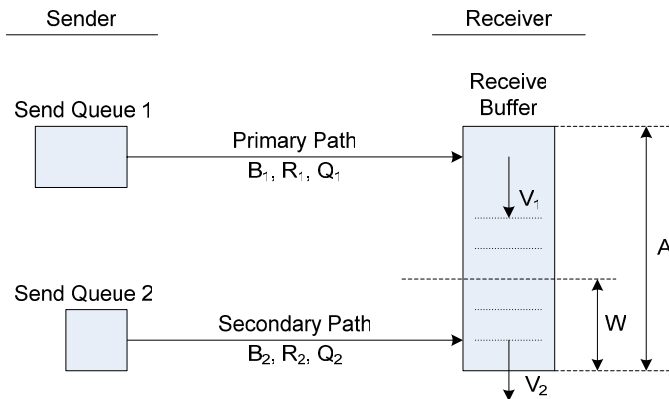 Sender
Receiver
Receive
Buffer
Send Queue 1
Primary Path
B₁, R₁, Q₁
V₁
A
Send Queue 2
Secondary Path
B₂, R₂, Q₂
W
V₂